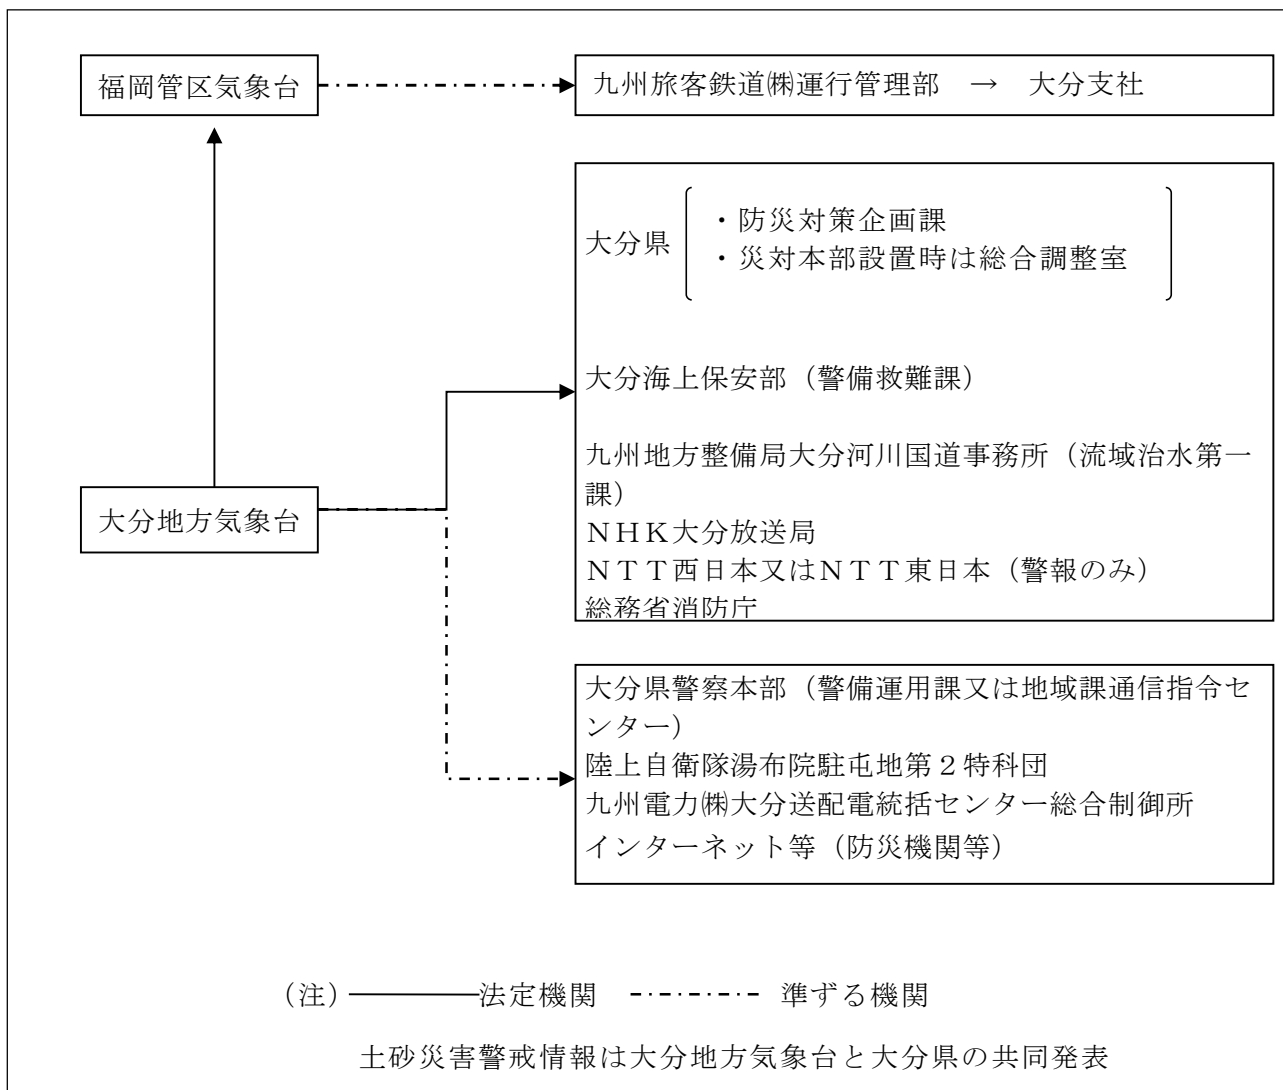 福岡管区気象台
九州旅客鉄道㈱運行管理部　→　大分支社
大分県
・防災対策企画課
・災対本部設置時は総合調整室
大分海上保安部（警備救難課）
九州地方整備局大分河川国道事務所（流域治水第一
課）
大分地方気象台
ＮＨＫ大分放送局
ＮＴＴ西日本又はＮＴＴ東日本（警報のみ）
総務省消防庁
大分県警察本部（警備運用課又は地域課通信指令セ
ンター）
陸上自衛隊湯布院駐屯地第２特科団
九州電力㈱大分送配電統括センター総合制御所
インターネット等（防災機関等）
（注）　法定機関　準ずる機関
土砂災害警戒情報は大分地方気象台と大分県の共同発表